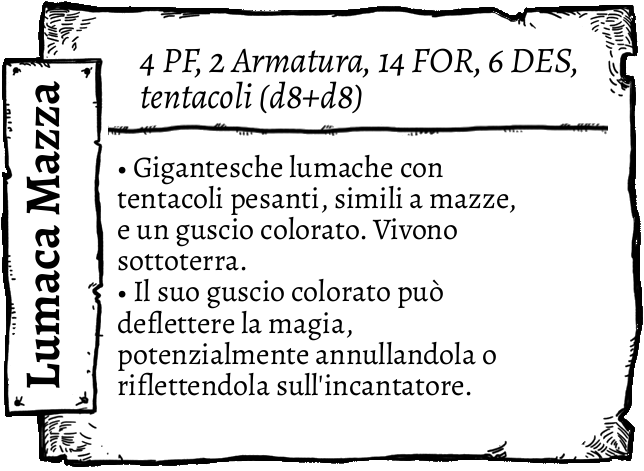 Lumaca Mazza
4 PF, 2 Armatura, 14 FOR, 6 DES,
tentacoli (d8+d8)
• Gigantesche lumache con
tentacoli pesanti, simili a mazze,
e un guscio colorato. Vivono
sottoterra.
• Il suo guscio colorato può
deflettere la magia,
potenzialmente annullandola o
riflettendola sull'incantatore.